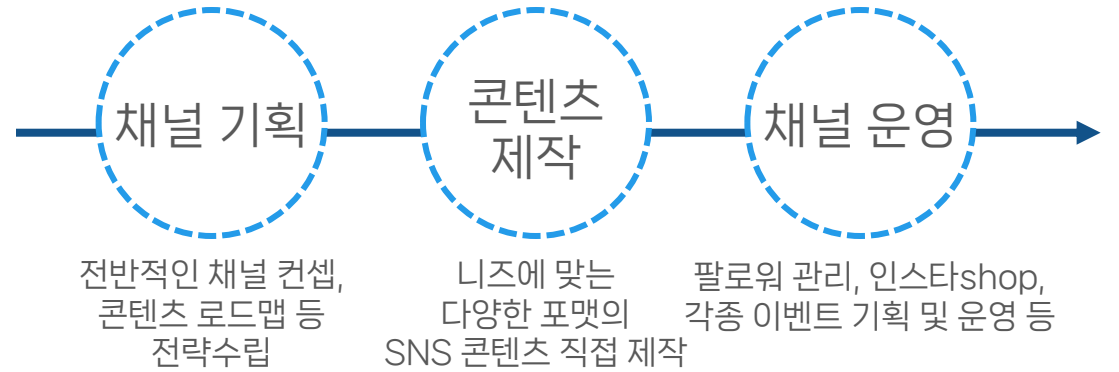 채널 기획
전반적인 채널 컨셉,
콘텐츠 로드맵 등
전략수립
콘텐츠
제작
니즈에 맞는
다양한 포맷의
SNS 콘텐츠 직접 제작
채널 운영
팔로워 관리, 인스타shop,
각종 이벤트 기획 및 운영 등